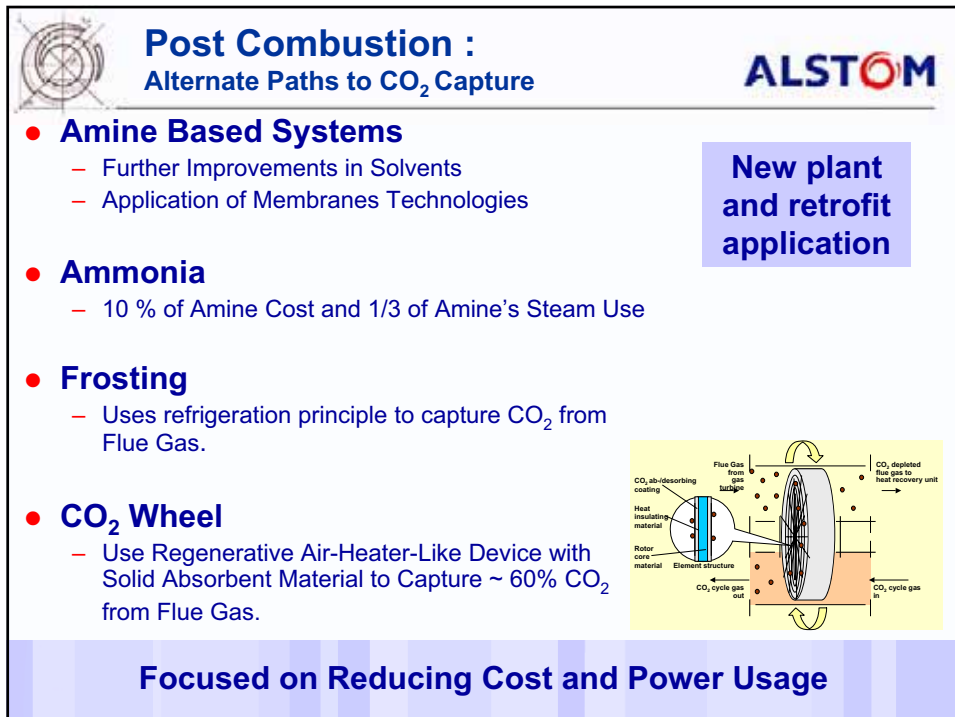 Post Combustion :
Alternate Paths to CO2 Capture
ALSTOM
● Amine Based Systems
– Further Improvements in Solvents
– Application of Membranes Technologies
New plant
and retrofit
application
● Ammonia
– 10 % of Amine Cost and 1/3 of Amine's Steam Use
● Frosting
– Uses refrigeration principle to capture CO2 from
Flue Gas.
● CO2 Wheel
– Use Regenerative Air-Heater-Like Device with
Solid Absorbent Material to Capture ~ 60% CO2
from Flue Gas.
Flue Gas
from
gas
turbine
CO2 depleted
flue gas to
heat recovery unit
CO2 ab-/desorbing
coating
Heat
insulating
material
Rotor
core
material
Element structure
CO2 cycle gas
out
CO2 cycle gas
in
Focused on Reducing Cost and Power Usage